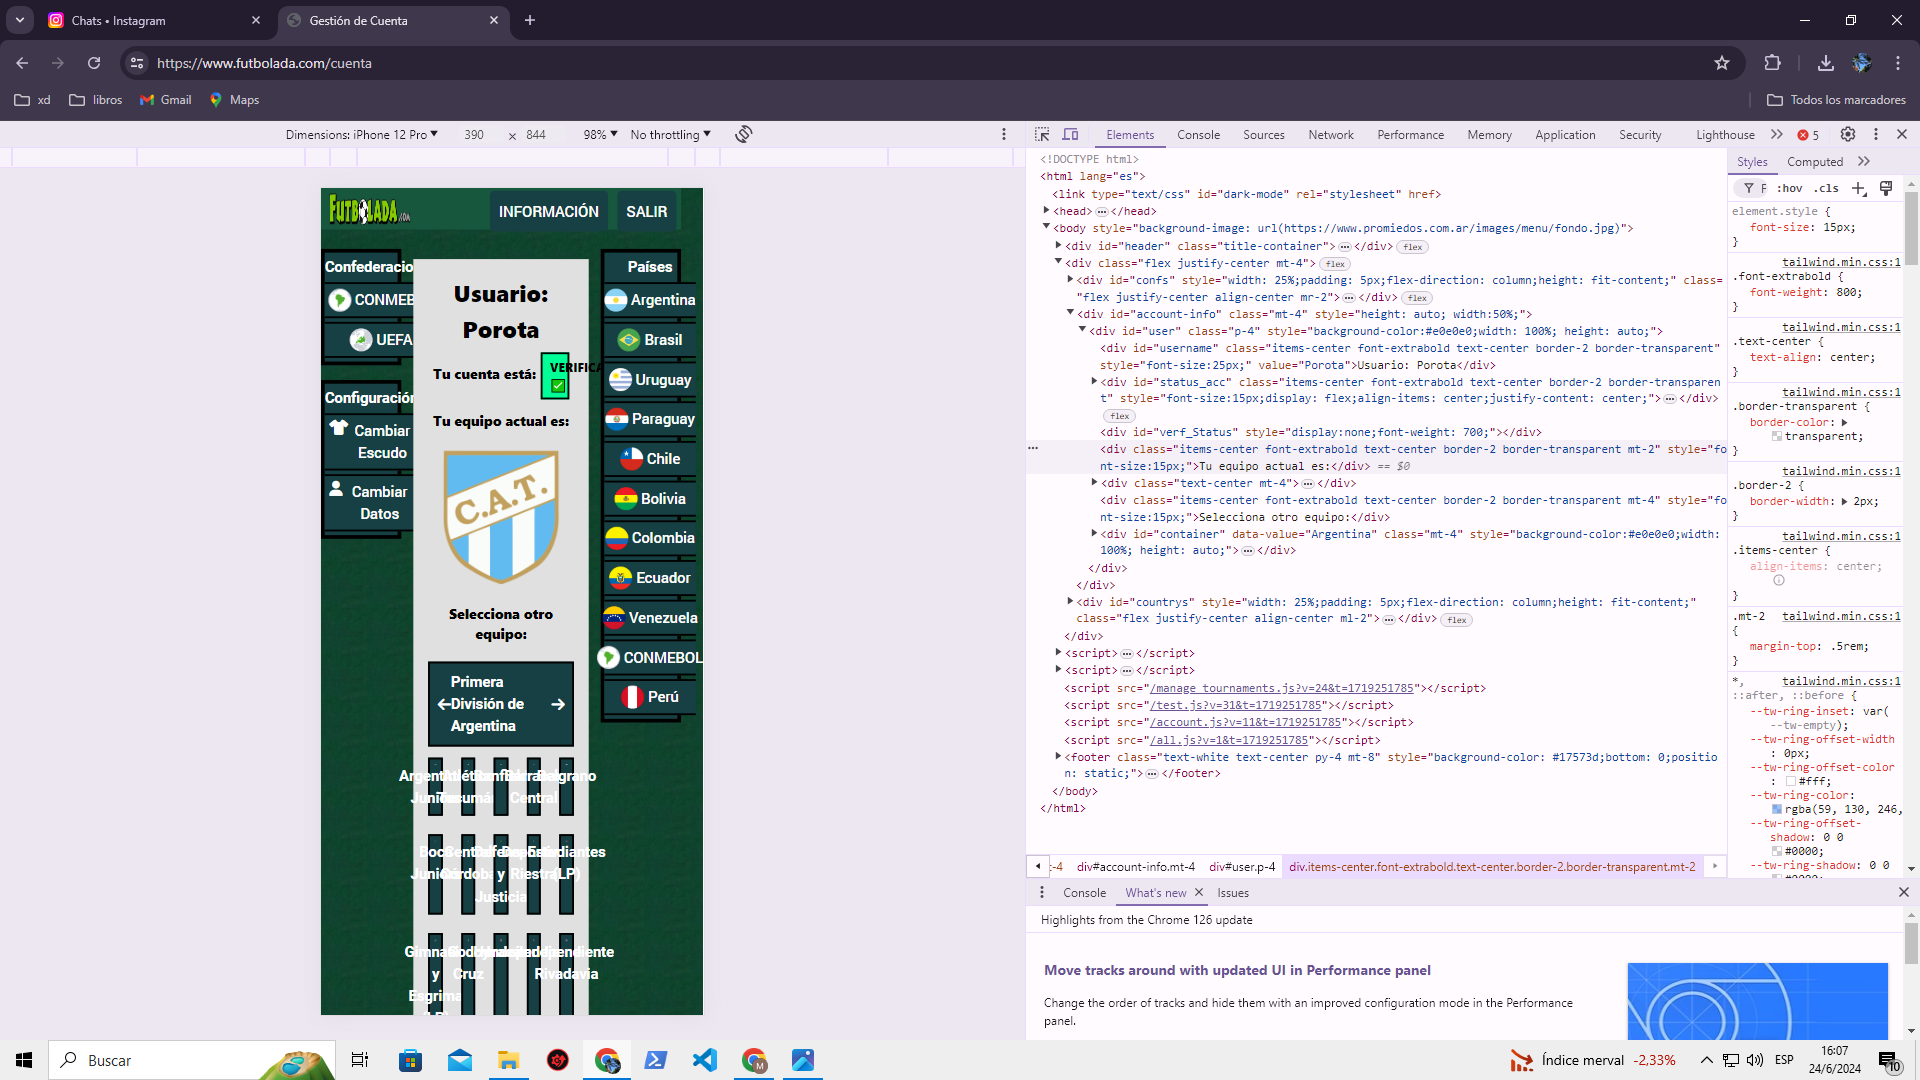 Chats • Instagram
Gestión de Cuenta
https://www.futbolada.com/cuenta
xd
libros
Gmail
Maps
Todos los marcadores
Dimensions: iPhone 12 Pro
390
×
844
98%
No throttling
Elements
Console
Sources
Network
Performance
Memory
Application
Security
Lighthouse
5
FUTBOLADA.COM
INFORMACIÓN
SALIR
Confederacio
CONMEB
UEFA
Configuración
Cambiar
Escudo
Cambiar
Datos
Usuario:
Porota
Tu cuenta está:
VERIFICA
Tu equipo actual es:
C.A.T.
Selecciona otro
equipo:
Primera
División de
Argentina
Países
Argentina
Brasil
Uruguay
Paraguay
Chile
Bolivia
Colombia
Ecuador
Venezuela
CONMEBOL
Perú
Belgrano
Central
Estudiantes
y
Riestra
(LP)
Justicia
y
Cruz
Rivadavia
Esgrima
<!DOCTYPE html>
<html lang="es">
<link type="text/css" id="dark-mode" rel="stylesheet" href>
<head> … </head>
<body style="background-image: url(https://www.promiedos.com.ar/images/menu/fondo.jpg)">
<div id="header" class="title-container"> … </div> flex
<div class="flex justify-center mt-4"> flex
<div id="confs" style="width: 25%;padding: 5px;flex-direction: column;height: fit-content;" class=
"flex justify-center align-center mr-2"> … </div> flex
<div id="account-info" class="mt-4" style="height: auto; width:50%;">
<div id="user" class="p-4" style="background-color:#e0e0e0;width: 100%; height: auto;">
<div id="username" class="items-center font-extrabold text-center border-2 border-transparent"
style="font-size:25px;" value="Porota">Usuario: Porota</div>
<div id="status_acc" class="items-center font-extrabold text-center border-2 border-transparen
t" style="font-size:15px;display: flex;align-items: center;justify-content: center;"> … </div>
flex
<div id="verf_Status" style="display:none;font-weight: 700;"></div>
<div class="items-center font-extrabold text-center border-2 border-transparent mt-2" style="fo
nt-size:15px;">Tu equipo actual es:</div> == $0
<div class="text-center mt-4"> … </div>
<div class="items-center font-extrabold text-center border-2 border-transparent mt-4" style="fo
nt-size:15px;">Selecciona otro equipo:</div>
<div id="container" data-value="Argentina" class="mt-4" style="background-color:#e0e0e0;width:
100%; height: auto;"> … </div>
</div>
</div>
<div id="countrys" style="width: 25%;padding: 5px;flex-direction: column;height: fit-content;"
class="flex justify-center align-center ml-2"> … </div> flex
</div>
<script> … </script>
<script> … </script>
<script src="/manage_tournaments.js?v=24&t=1719251785"></script>
<script src="/test.js?v=31&t=1719251785"></script>
<script src="/account.js?v=11&t=1719251785"></script>
<script src="/all.js?v=1&t=1719251785"></script>
<footer class="text-white text-center py-4 mt-8" style="background-color: #17573d;bottom: 0;positio
n: static;"> … </footer>
</body>
</html>
t-4
div#account-info.mt-4
div#user.p-4
div.items-center.font-extrabold.text-center.border-2.border-transparent.mt-2
Styles
Computed
F
:hov
.cls
element.style {
font-size: 15px;
}
tailwind.min.css:1
.font-extrabold {
font-weight: 800;
}
tailwind.min.css:1
.text-center {
text-align: center;
}
tailwind.min.css:1
.border-transparent {
border-color:
transparent;
}
tailwind.min.css:1
.border-2 {
border-width: 2px;
}
tailwind.min.css:1
.items-center {
align-items: center;
}
.mt-2 tailwind.min.css:1
{
margin-top: .5rem;
}
*, tailwind.min.css:1
::after, ::before {
--tw-ring-inset: var(
--tw-empty);
--tw-ring-offset-width
: 0px;
--tw-ring-offset-color
: #fff;
--tw-ring-color:
rgba(59, 130, 246,
--tw-ring-offset-
shadow: 0 0
#0000;
--tw-ring-shadow: 0 0
Console
What's new
Issues
Highlights from the Chrome 126 update
Move tracks around with updated UI in Performance panel
Change the order of tracks and hide them with an improved configuration mode in the Performance
panel.
Buscar
M
Índice merval
-2,33%
ESP
16:07
24/6/2024
10